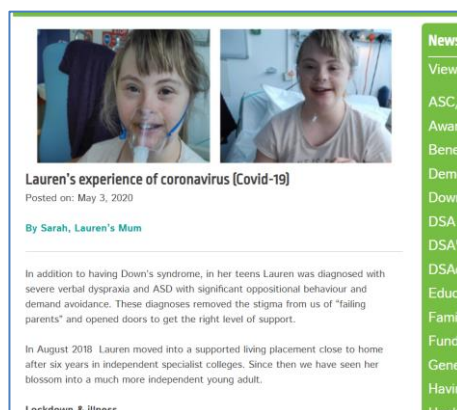 Lauren's experience of coronavirus (Covid-19)
Posted on: May 3, 2020
By Sarah, Lauren's Mum
In addition to having Down's syndrome, in her teens Lauren was diagnosed with
severe verbal dyspraxia and ASD with significant oppositional behaviour and
demand avoidance. These diagnoses removed the stigma from us of "failing
parents" and opened doors to get the right level of support.
In August 2018 Lauren moved into a supported living placement close to home
after six years in independent specialist colleges. Since then we have seen her
blossom into a much more independent young adult.
Lockdown & illness
News
View
ASC,
Awar
Bene
Dem
Down
DSA
DSA'
Educ
Fami
Fund
Gene
Havin